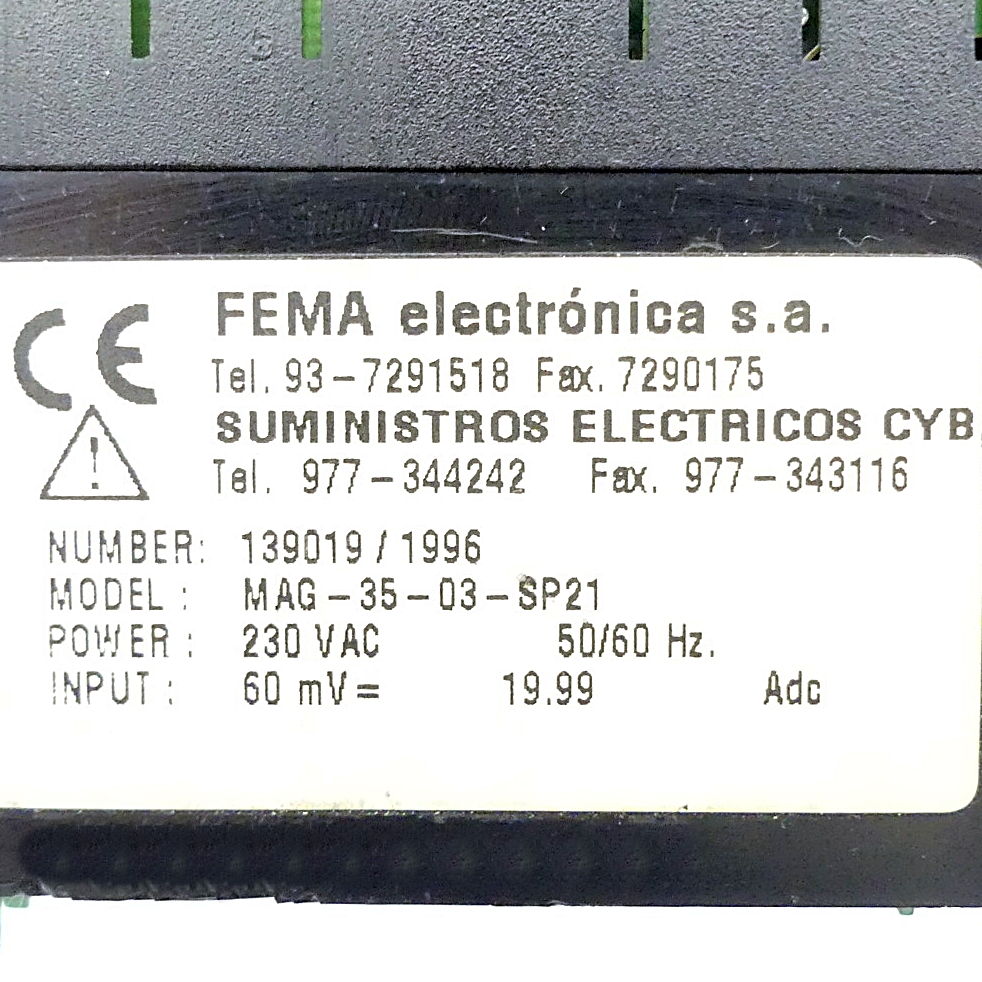 CE FEMA electrónica s.a.
Tel. 93-7291518 Fax. 7290175
SUMINISTROS ELECTRICOS CYB.
Tel. 977-344242 Fax. 977-343116
NUMBER: 139019 / 1996
MODEL : MAG-35-03-SP21
POWER : 230 VAC 50/60 Hz.
INPUT : 60 mV= 19.99 Adc